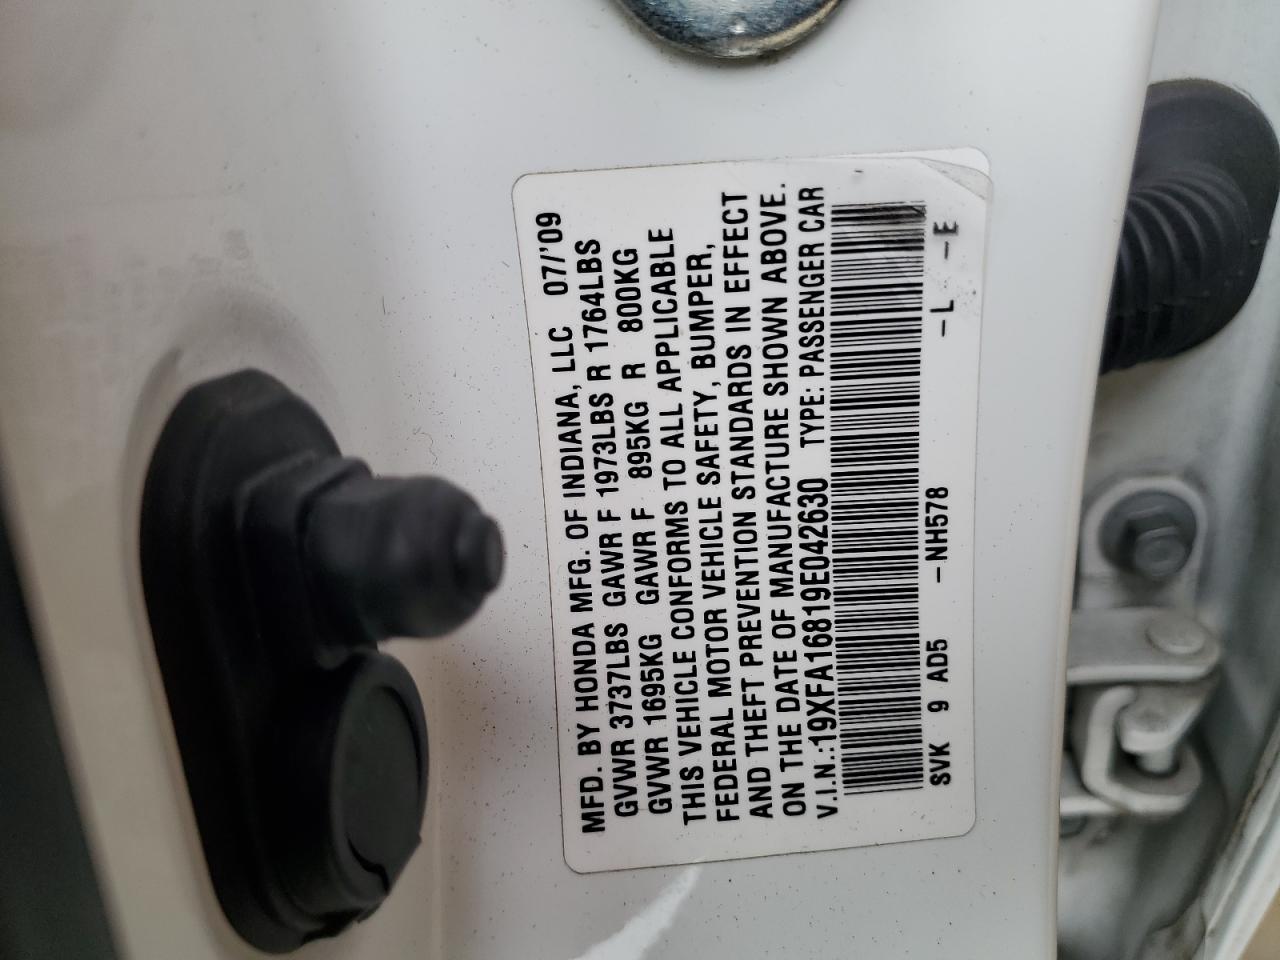 MFD. BY HONDA MFG. OF INDIANA, LLC 07/'09
GVWR 3737LBS GAWR F 1973LBS R 1764LBS
GVWR 1695KG GAWR F 895KG R 800KG
THIS VEHICLE CONFORMS TO ALL APPLICABLE
FEDERAL MOTOR VEHICLE SAFETY, BUMPER,
AND THEFT PREVENTION STANDARDS IN EFFECT
ON THE DATE OF MANUFACTURE SHOWN ABOVE.
V.I.N.:19XFA16819E042630 TYPE: PASSENGER CAR
SVK 9 AD5 -NH578 -L -E